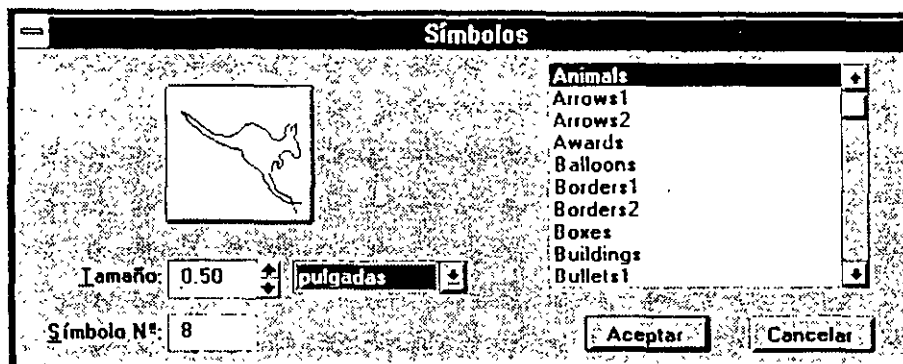 Símbolos
Animals
Arrows1
Arrows2
Awards
Balloons
Borders1
Borders2
Boxes
Buildings
Bullets1
Tamaño: 0.50 pulgadas
Símbolo Nº: 8
Aceptar Cancelar